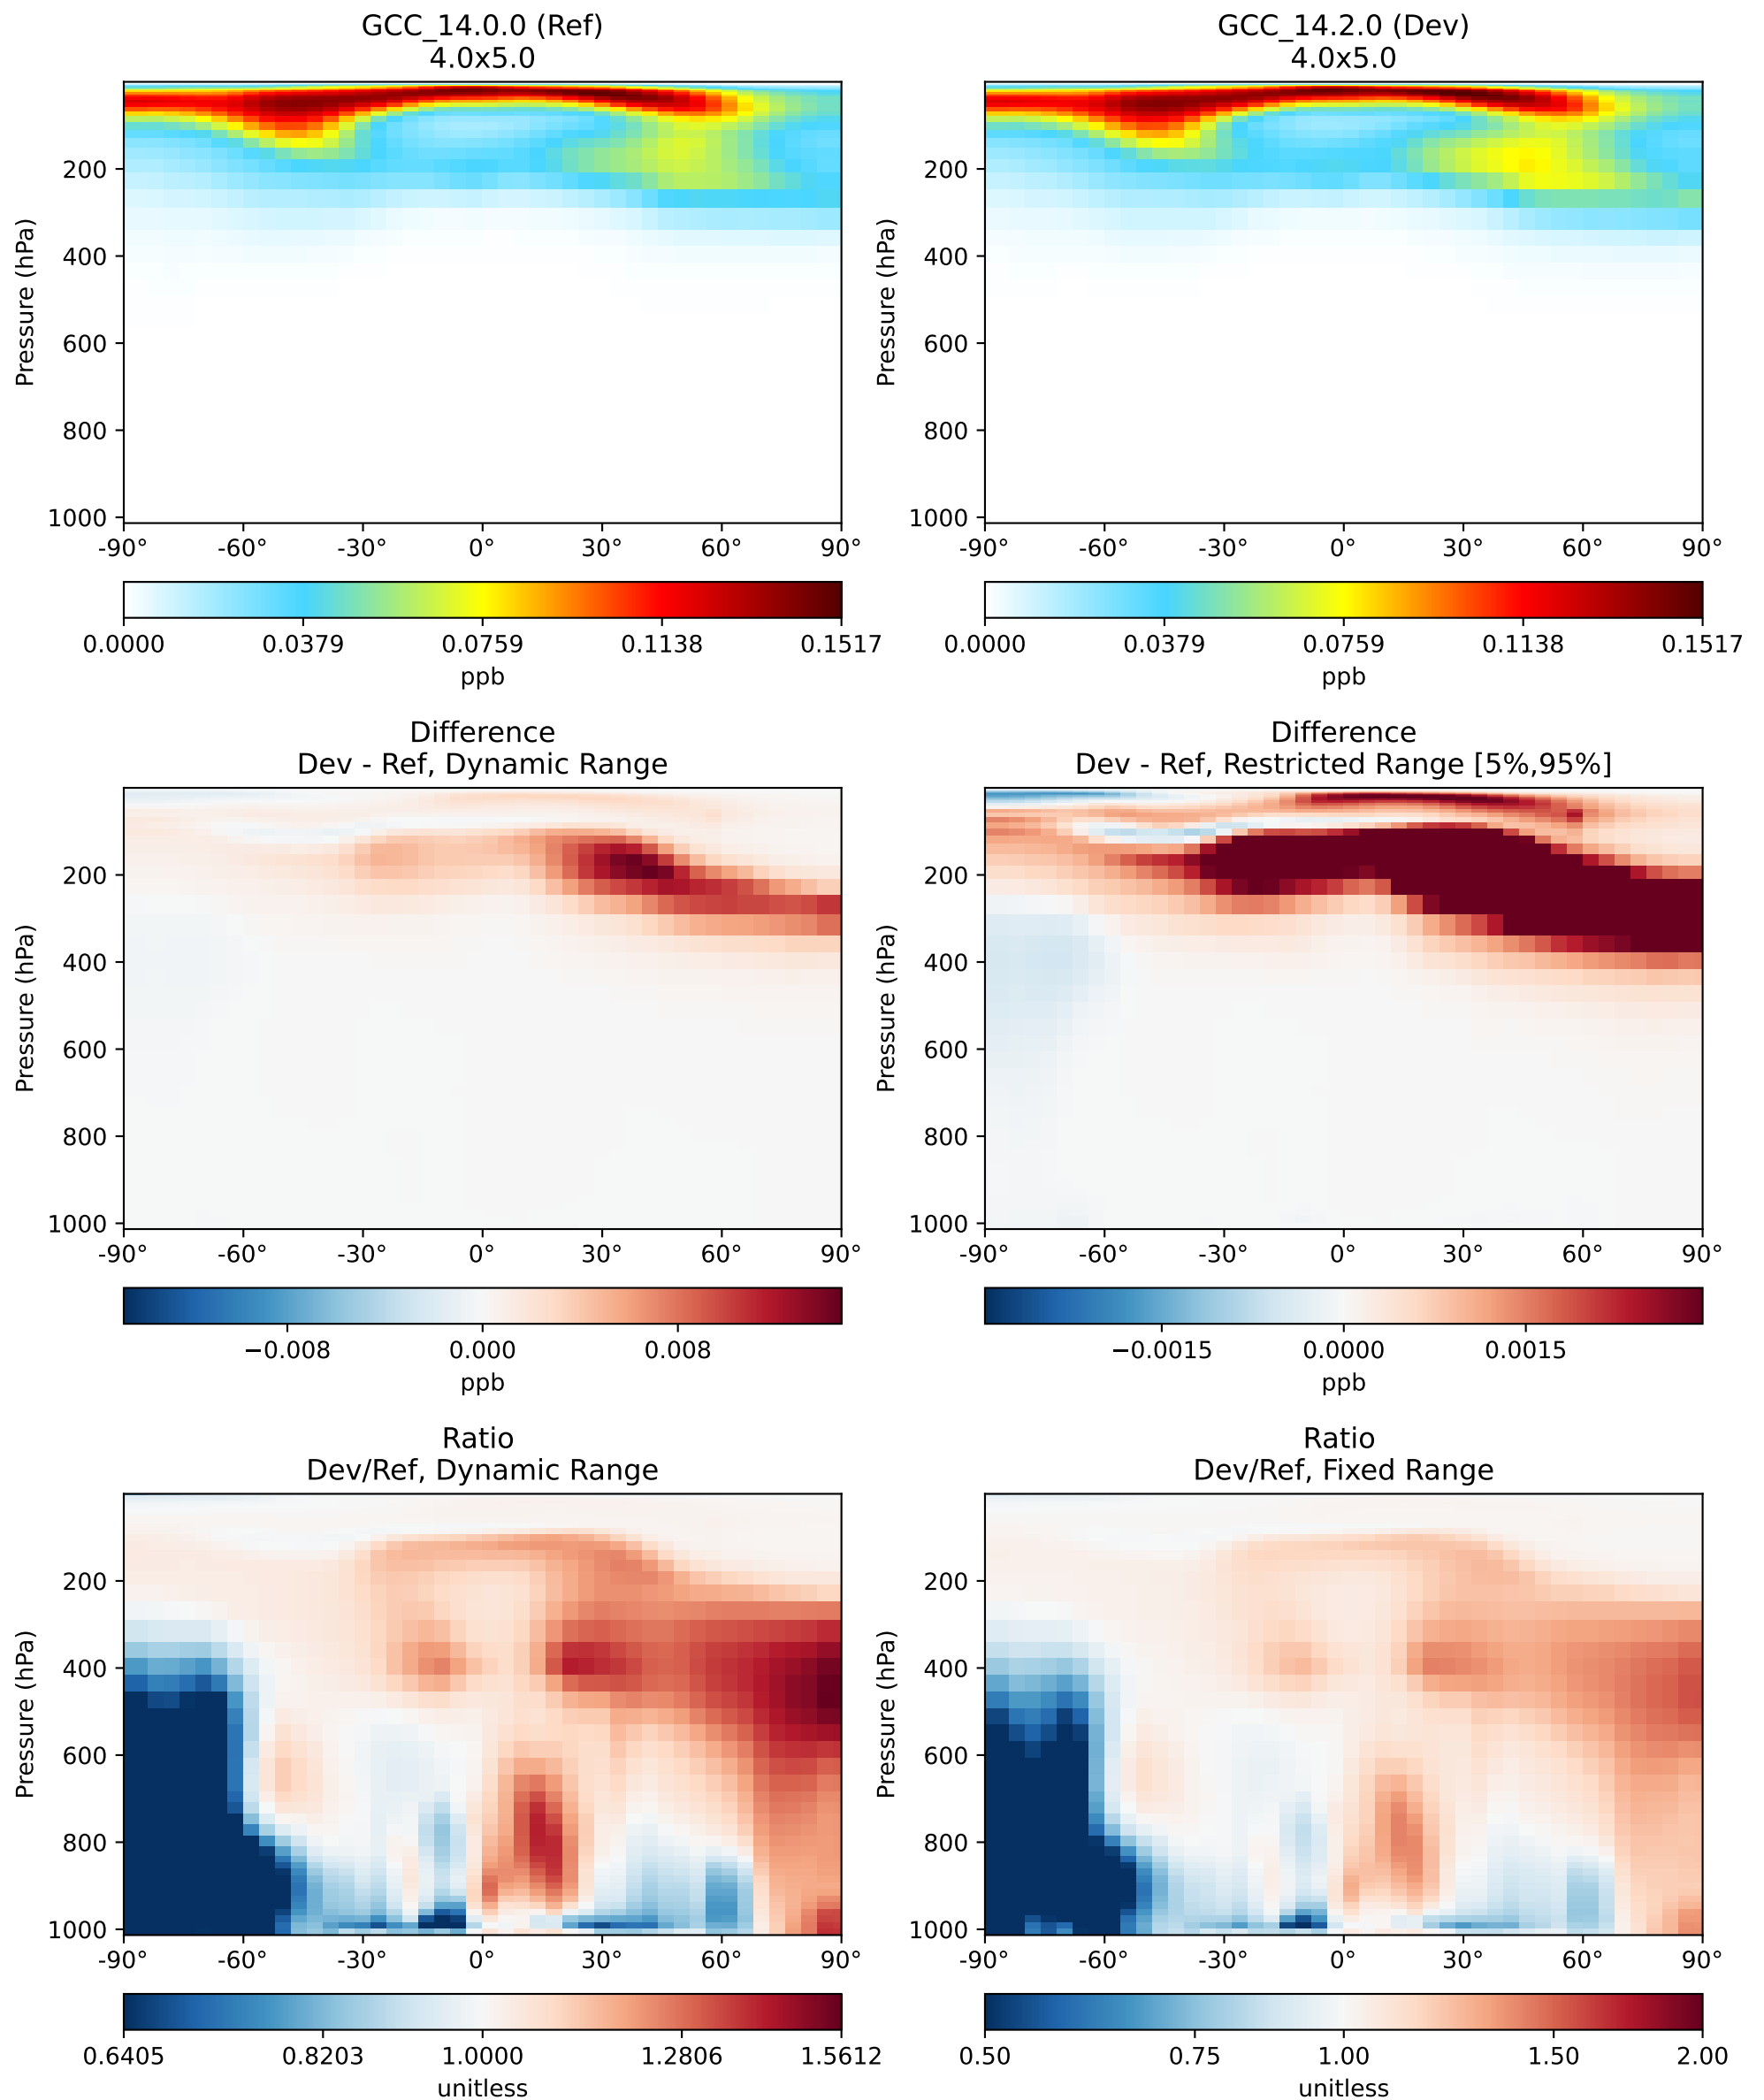 GCC_14.0.0 (Ref)
4.0x5.0
Pressure (hPa)
200
400
600
800
1000
-90° -60° -30° 0° 30° 60° 90°
0.0000 0.0379 0.0759 0.1138 0.1517
ppb
GCC_14.2.0 (Dev)
4.0x5.0
Pressure (hPa)
200
400
600
800
1000
-90° -60° -30° 0° 30° 60° 90°
0.0000 0.0379 0.0759 0.1138 0.1517
ppb
Difference
Dev - Ref, Dynamic Range
Pressure (hPa)
200
400
600
800
1000
-90° -60° -30° 0° 30° 60° 90°
−0.008 0.000 0.008
ppb
Difference
Dev - Ref, Restricted Range [5%,95%]
Pressure (hPa)
200
400
600
800
1000
-90° -60° -30° 0° 30° 60° 90°
−0.0015 0.0000 0.0015
ppb
Ratio
Dev/Ref, Dynamic Range
Pressure (hPa)
200
400
600
800
1000
-90° -60° -30° 0° 30° 60° 90°
0.6405 0.8203 1.0000 1.2806 1.5612
unitless
Ratio
Dev/Ref, Fixed Range
Pressure (hPa)
200
400
600
800
1000
-90° -60° -30° 0° 30° 60° 90°
0.50 0.75 1.00 1.50 2.00
unitless